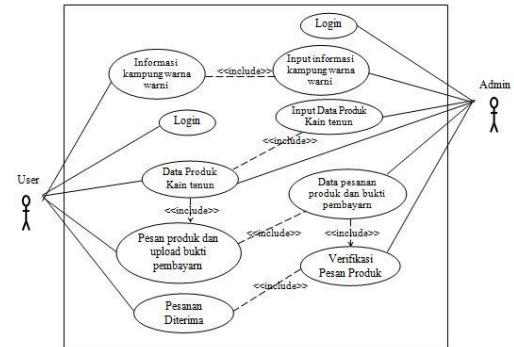 Login
Informasi
kampung warna
warni
<<include>>
Input informasi
kampung warna
warni
Admin
Login
Input Data Produk
Kain tenun
<<include>>
User
Data Produk
Kain tenun
Data pesanan
produk dan bukti
pembayarn
<<include>>
<<include>>
<<include>>
Pesan produk dan
upload bukti
pembayarn
Verifikasi
Pesan Produk
<<include>>
Pesanan
Diterima